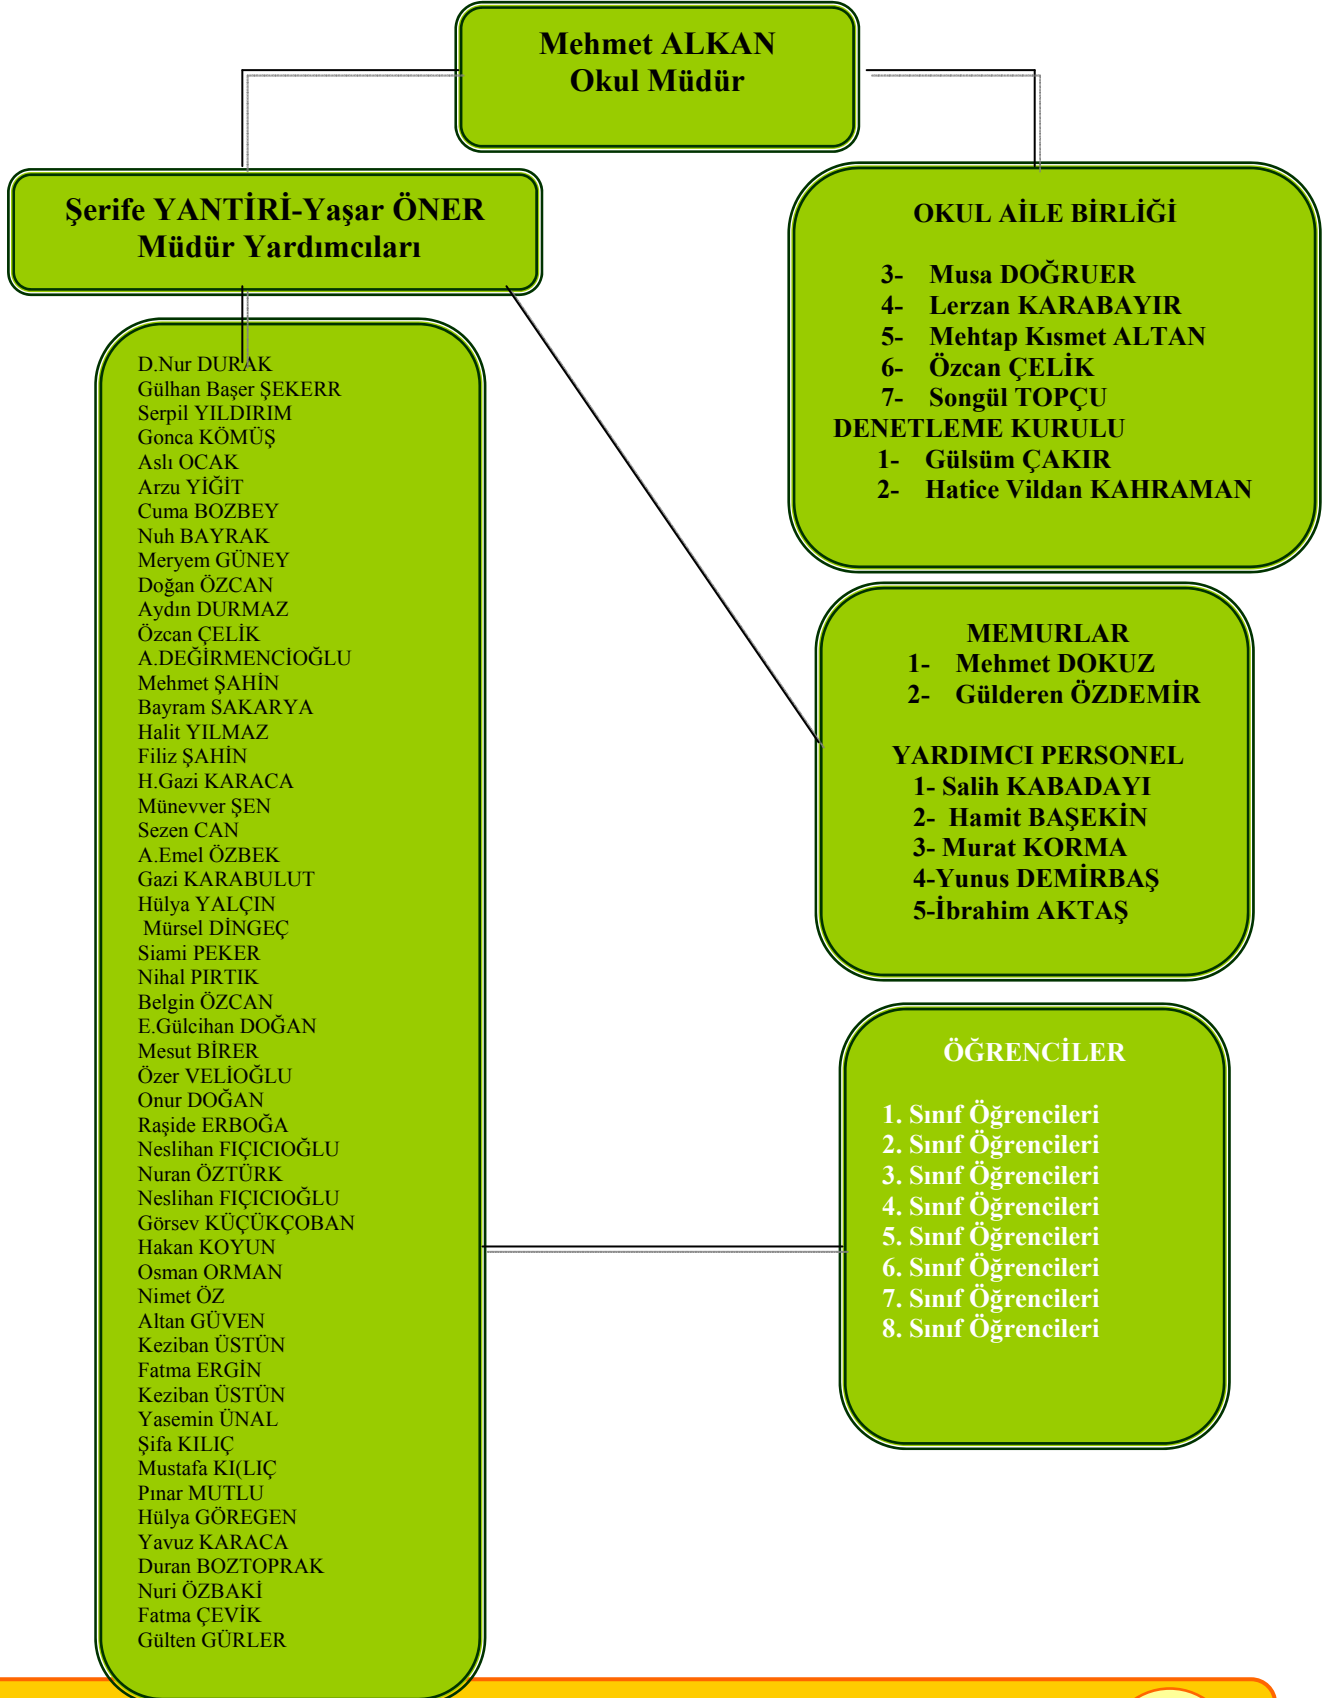 Mehmet ALKAN
Okul Müdür
Şerife YANTİRİ-Yaşar ÖNER
Müdür Yardımcıları
D.Nur DURAK
Gülhan Başer ŞEKERR
Serpil YILDIRIM
Gonca KÖMÜŞ
Aslı OCAK
Arzu YİĞİT
Cuma BOZBEY
Nuh BAYRAK
Meryem GÜNEY
Doğan ÖZCAN
Aydın DURMAZ
Özcan ÇELİK
A.DEĞİRMENCİOĞLU
Mehmet ŞAHİN
Bayram SAKARYA
Halit YILMAZ
Filiz ŞAHİN
H.Gazi KARACA
Münevver ŞEN
Sezen CAN
A.Emel ÖZBEK
Gazi KARABULUT
Hülya YALÇIN
Mürsel DİNGEÇ
Siami PEKER
Nihal PIRTIK
Belgin ÖZCAN
E.Gülcihan DOĞAN
Mesut BİRER
Özer VELİOĞLU
Onur DOĞAN
Raşide ERBOĞA
Neslihan FIÇICIOĞLU
Nuran ÖZTÜRK
Neslihan FIÇICIOĞLU
Görsev KÜÇÜKÇOBAN
Hakan KOYUN
Osman ORMAN
Nimet ÖZ
Altan GÜVEN
Keziban ÜSTÜN
Fatma ERGİN
Keziban ÜSTÜN
Yasemin ÜNAL
Şifa KILIÇ
Mustafa KI(LIÇ
Pınar MUTLU
Hülya GÖREGEN
Yavuz KARACA
Duran BOZTOPRAK
Nuri ÖZBAKİ
Fatma ÇEVİK
Gülten GÜRLER
OKUL AİLE BİRLİĞİ
3- Musa DOĞRUER
4- Lerzan KARABAYIR
5- Mehtap Kısmet ALTAN
6- Özcan ÇELİK
7- Songül TOPÇU
DENETLEME KURULU
1- Gülsüm ÇAKIR
2- Hatice Vildan KAHRAMAN
MEMURLAR
1- Mehmet DOKUZ
2- Gülderen ÖZDEMİR
YARDIMCI PERSONEL
1- Salih KABADAYI
2- Hamit BAŞEKİN
3- Murat KORMA
4-Yunus DEMİRBAŞ
5-İbrahim AKTAŞ
ÖĞRENCİLER
1. Sınıf Öğrencileri
2. Sınıf Öğrencileri
3. Sınıf Öğrencileri
4. Sınıf Öğrencileri
5. Sınıf Öğrencileri
6. Sınıf Öğrencileri
7. Sınıf Öğrencileri
8. Sınıf Öğrencileri